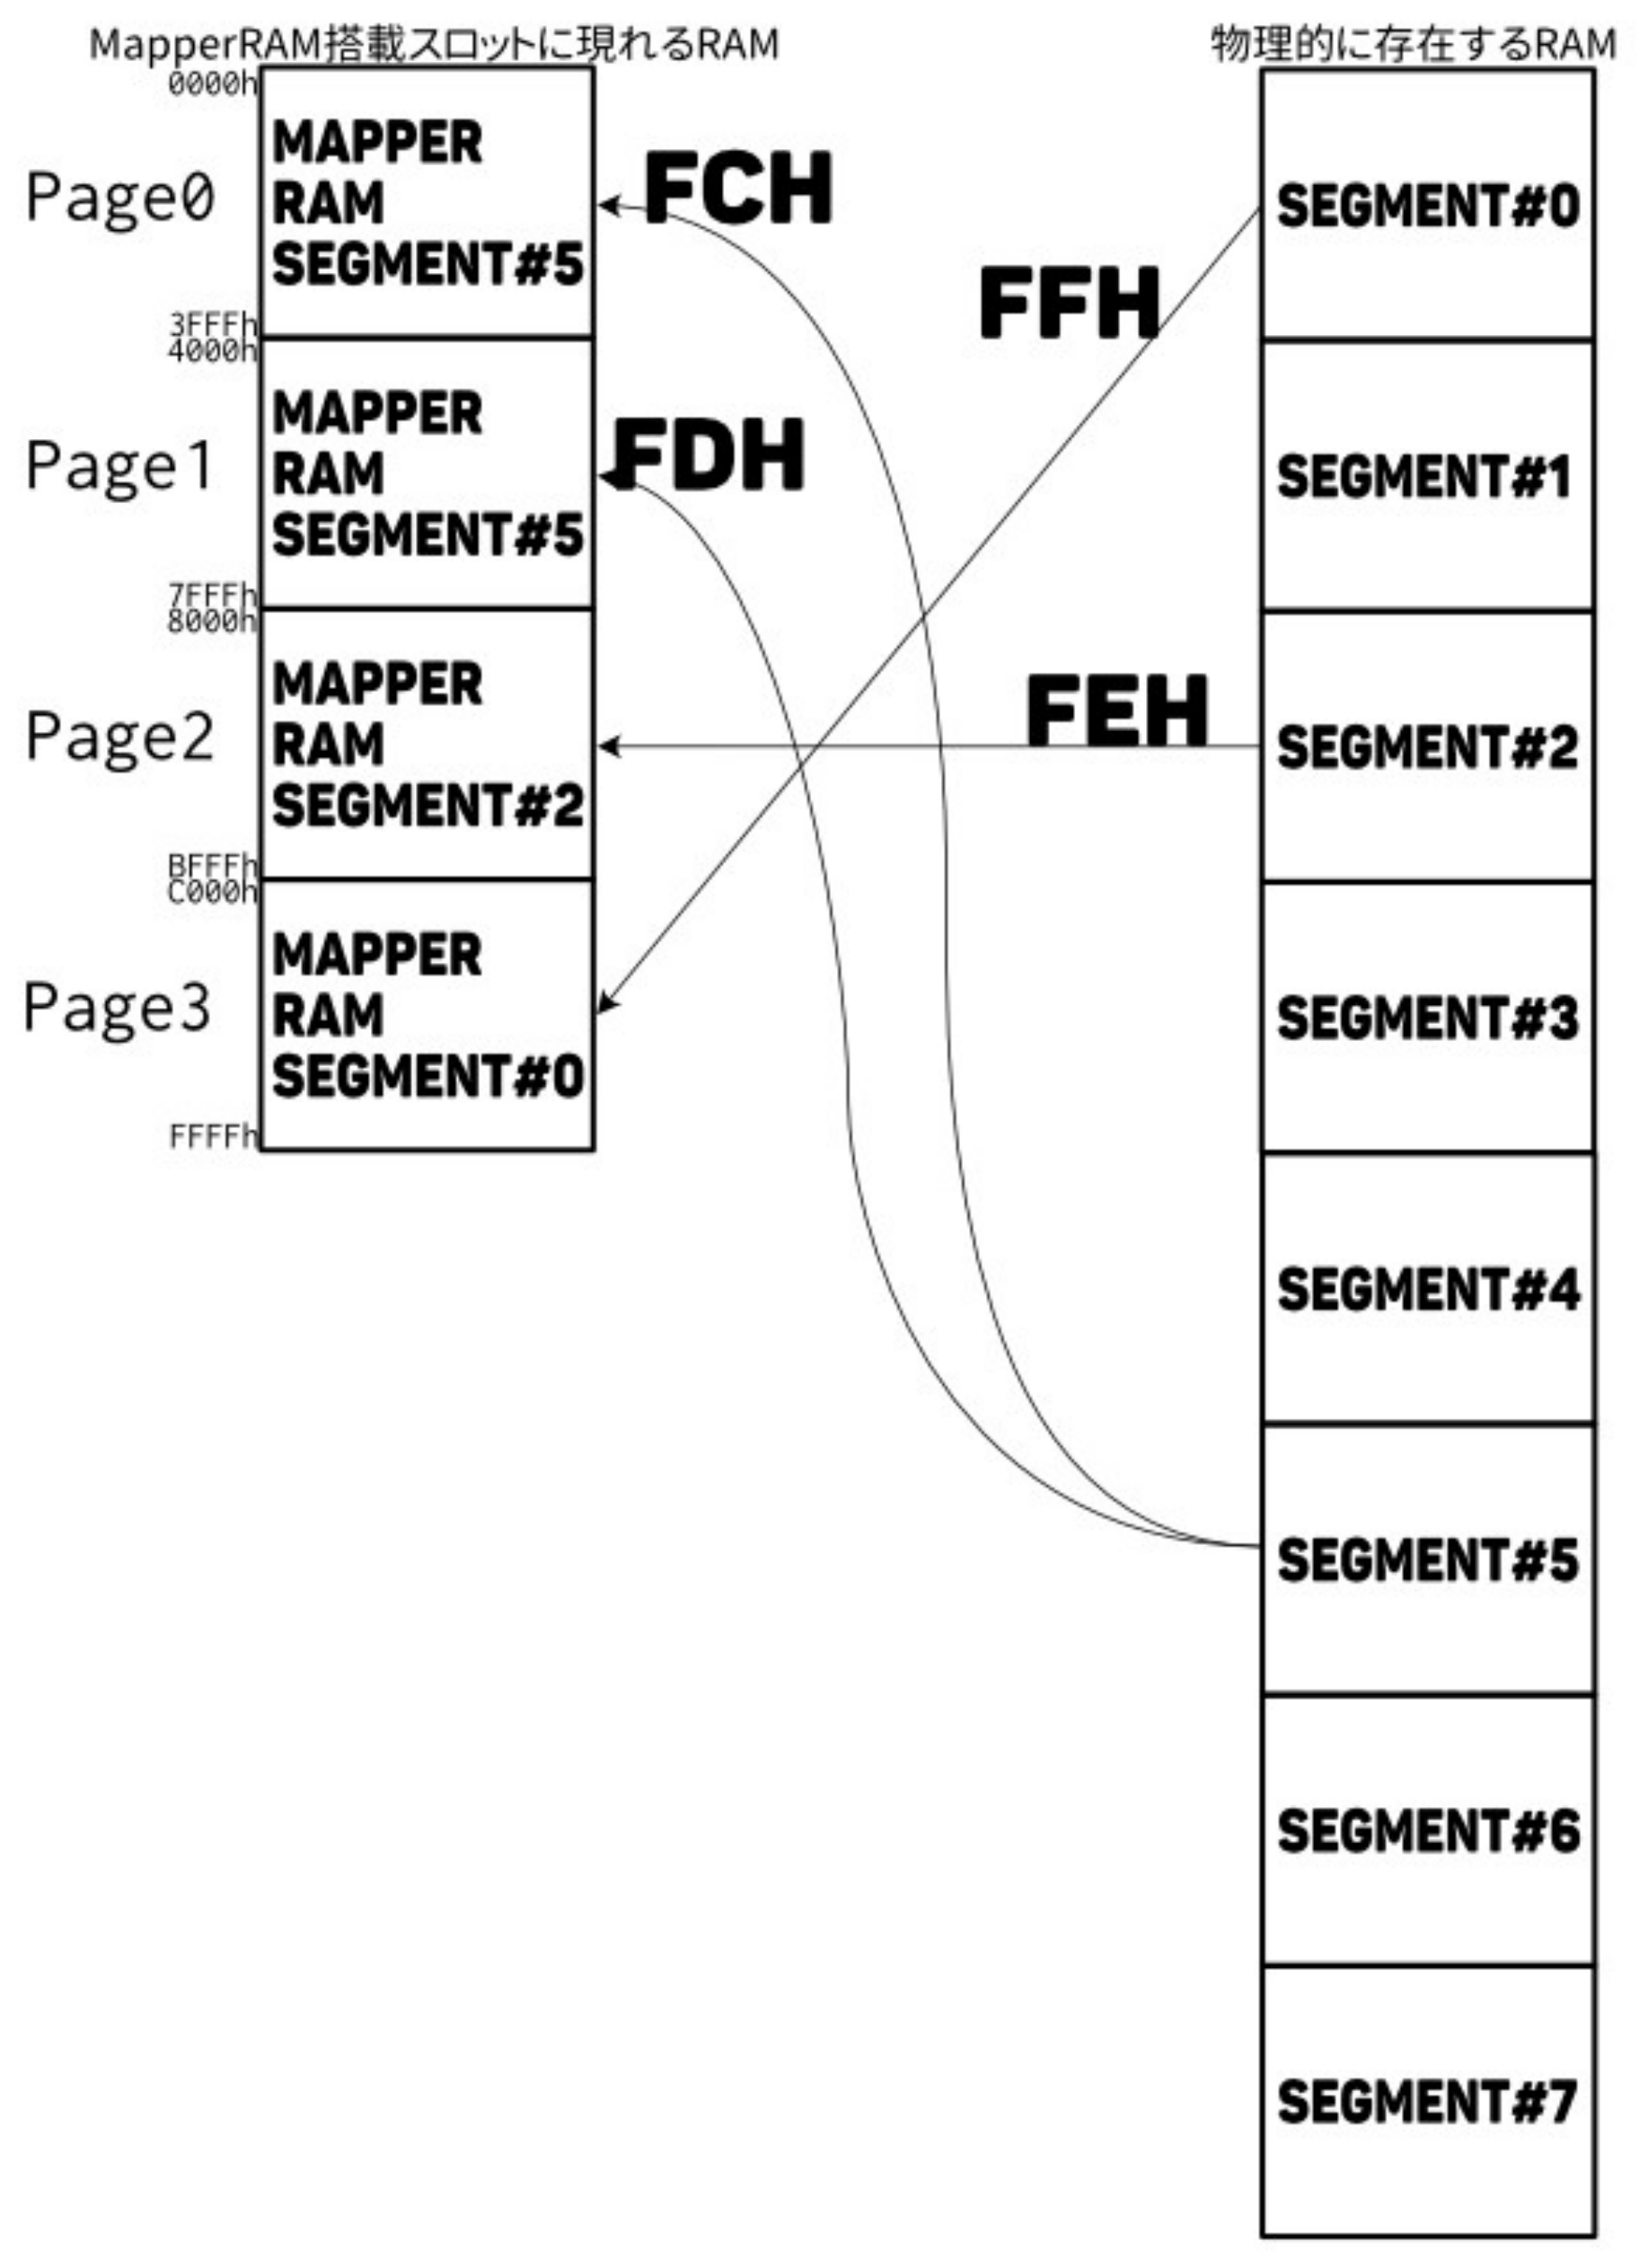 MapperRAM搭載スロットに現れるRAM
0000h
Page0
MAPPER
RAM
SEGMENT#5
3FFFh
FCH
4000h
Page1
MAPPER
RAM
SEGMENT#5
7FFFh
FDH
8000h
Page2
MAPPER
RAM
SEGMENT#2
BFFFh
FEH
C000h
Page3
MAPPER
RAM
SEGMENT#0
FFFFh
FFH
物理的に存在するRAM
SEGMENT#0
SEGMENT#1
SEGMENT#2
SEGMENT#3
SEGMENT#4
SEGMENT#5
SEGMENT#6
SEGMENT#7